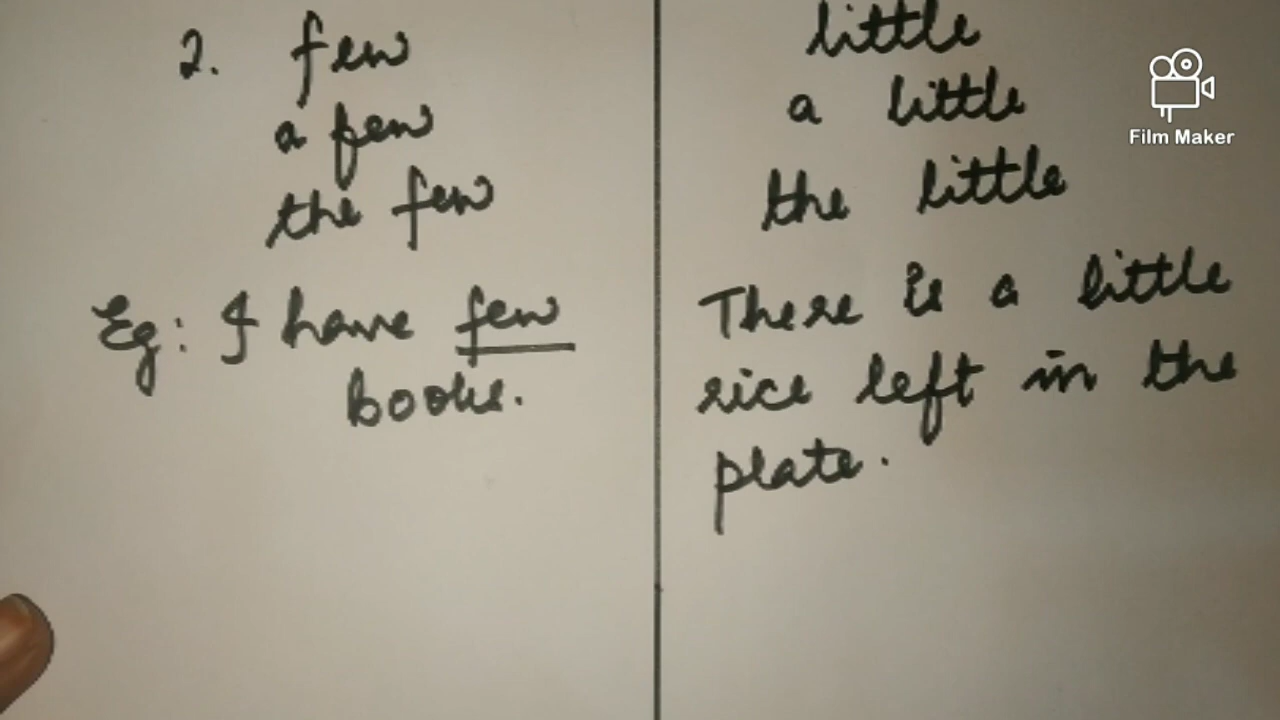 2. few
a few
the few
Eg: I have few
books.
little
a little
the little
There is a little
rice left in the
plate.
Film Maker